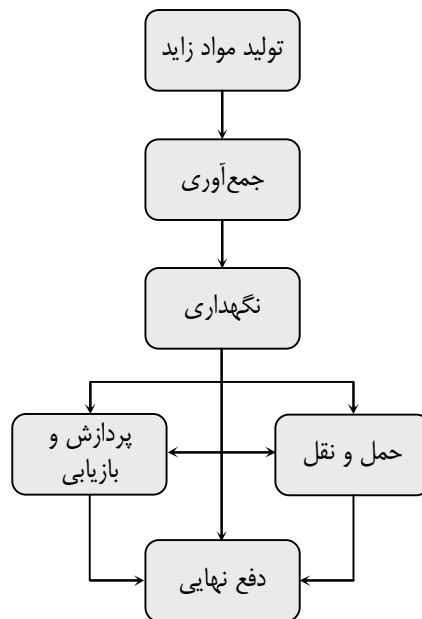 تولید مواد زاید
جمع‌آوری
نگهداری
پردازش و
بازیابی
حمل و نقل
دفع نهایی